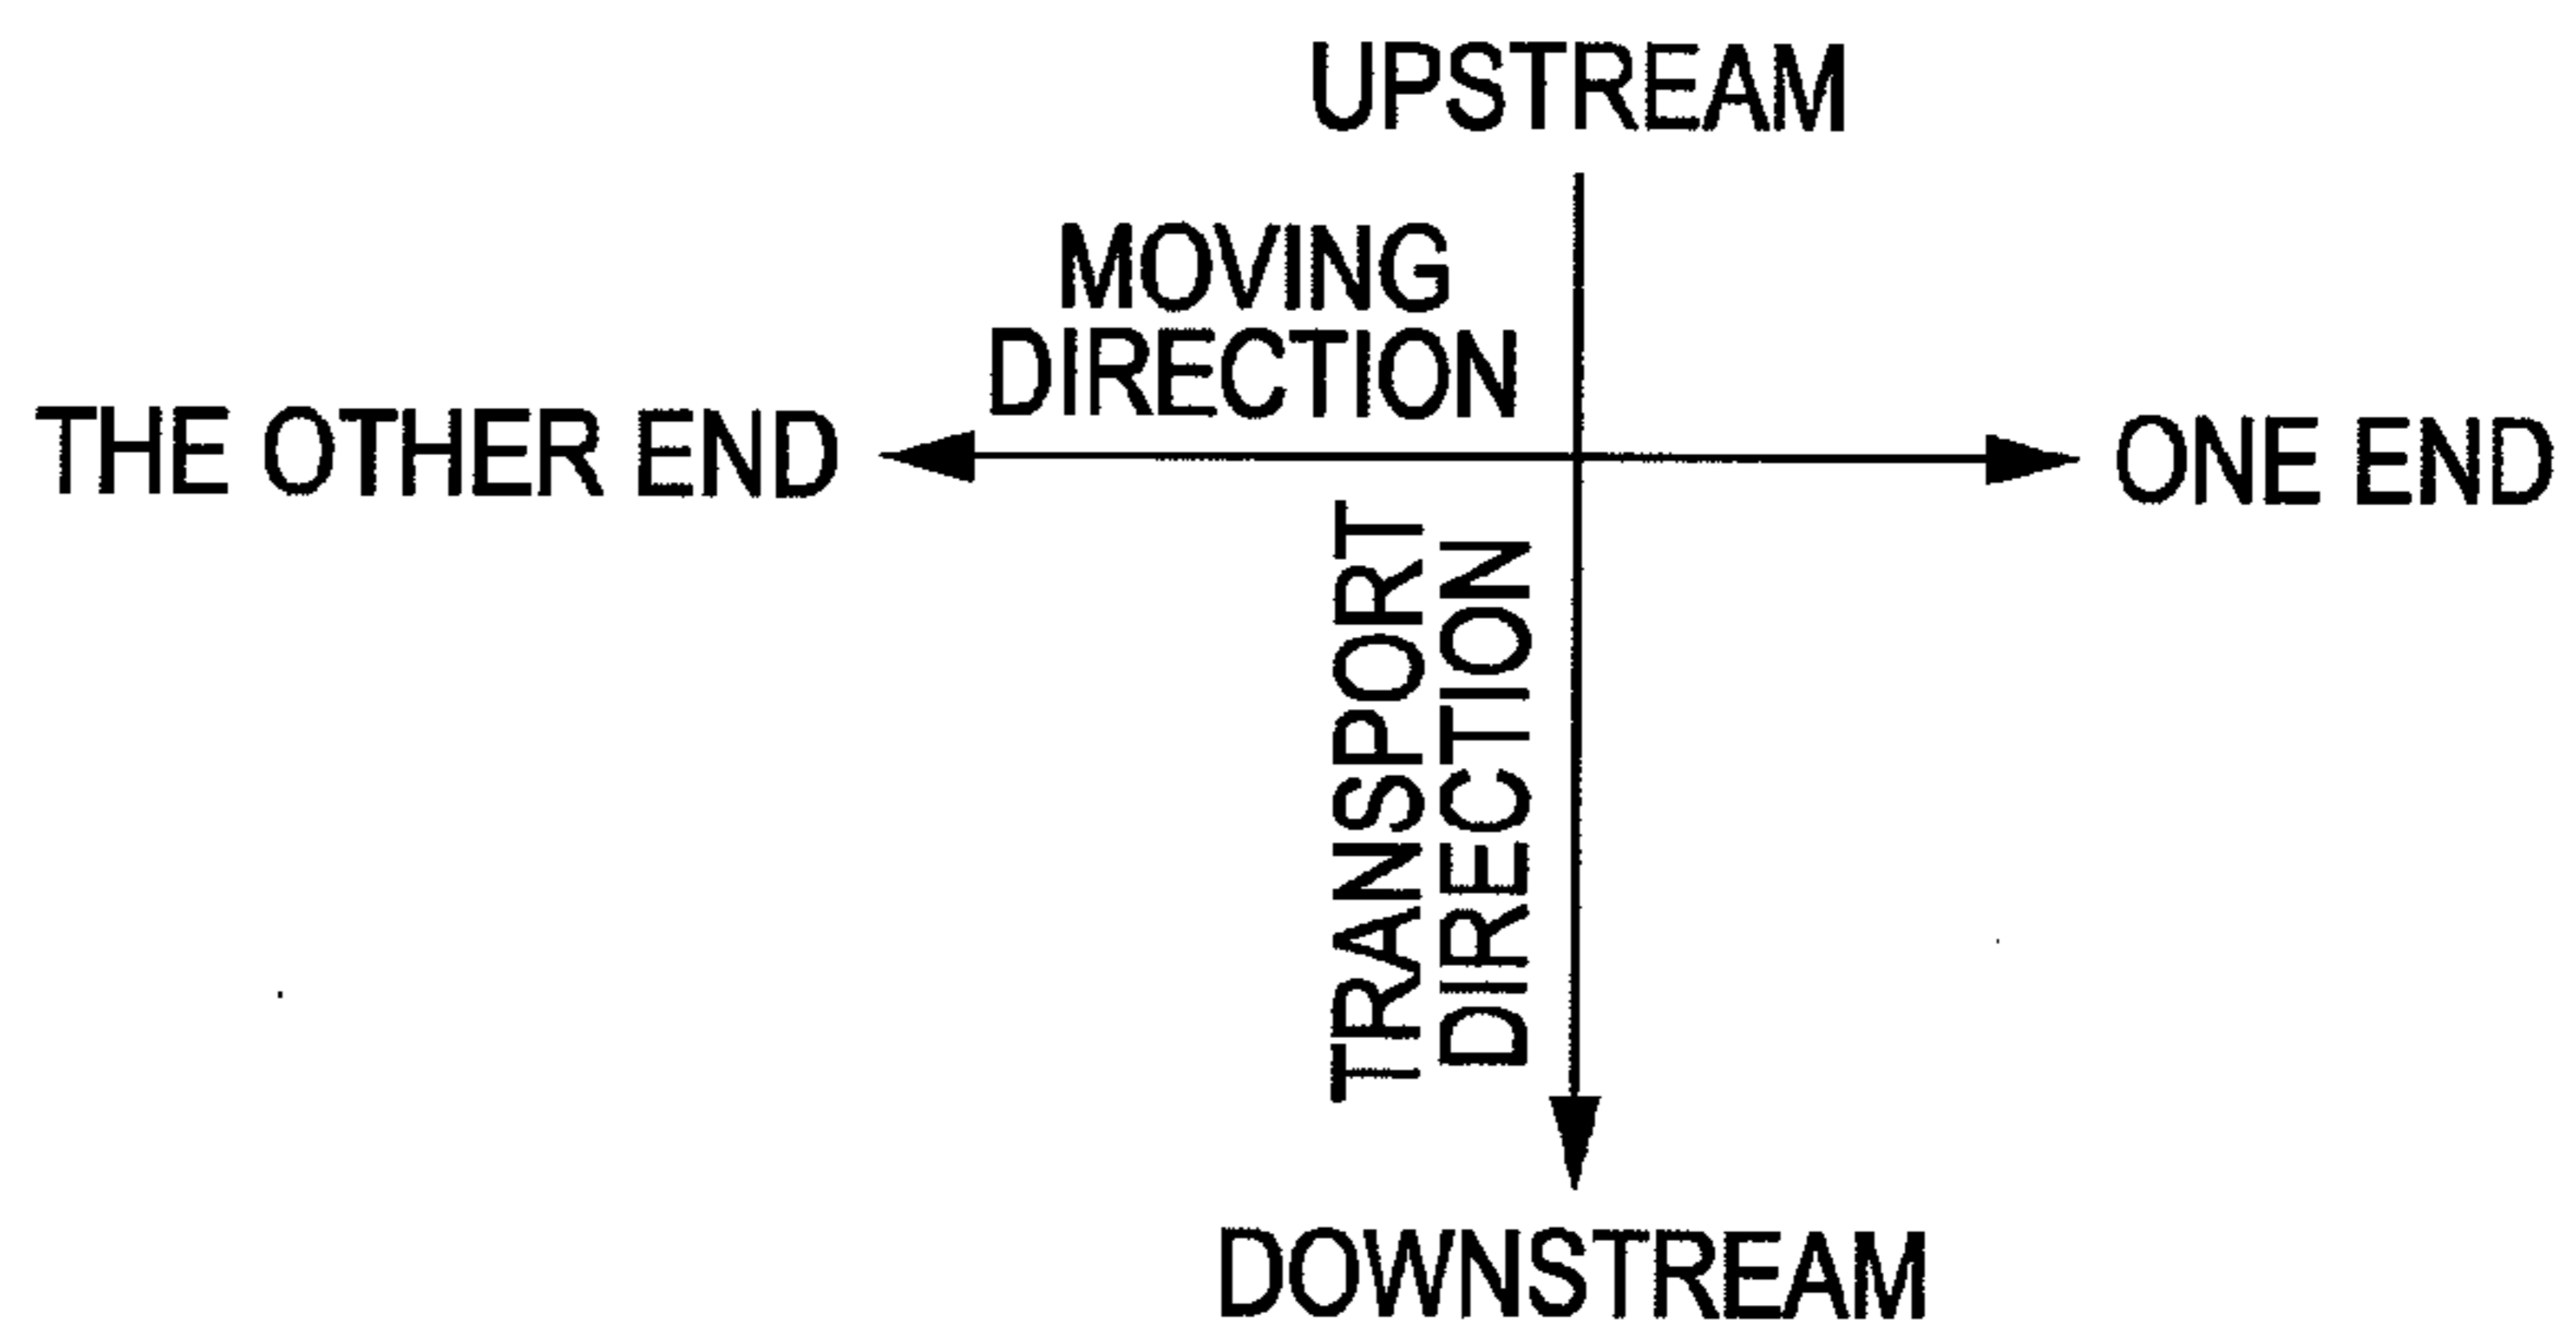 UPSTREAM
MOVING
DIRECTION
THE OTHER END
ONE END
TRANSPORT
DIRECTION
DOWNSTREAM